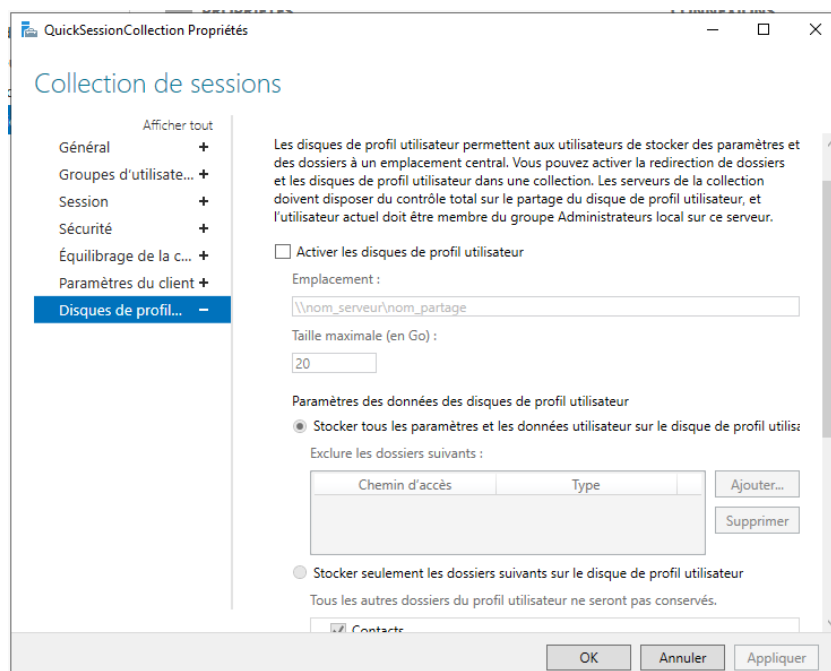 QuickSessionCollection Propriétés
Collection de sessions
Afficher tout
Général +
Groupes d'utilisate... +
Session +
Sécurité +
Équilibrage de la c... +
Paramètres du client +
Disques de profil... –
Les disques de profil utilisateur permettent aux utilisateurs de stocker des paramètres et
des dossiers à un emplacement central. Vous pouvez activer la redirection de dossiers
et les disques de profil utilisateur dans une collection. Les serveurs de la collection
doivent disposer du contrôle total sur le partage du disque de profil utilisateur, et
l'utilisateur actuel doit être membre du groupe Administrateurs local sur ce serveur.
Activer les disques de profil utilisateur
Emplacement :
\\nom_serveur\nom_partage
Taille maximale (en Go) :
20
Paramètres des données des disques de profil utilisateur
Stocker tous les paramètres et les données utilisateur sur le disque de profil utilisa
Exclure les dossiers suivants :
Chemin d'accès Type
Ajouter...
Supprimer
Stocker seulement les dossiers suivants sur le disque de profil utilisateur
Tous les autres dossiers du profil utilisateur ne seront pas conservés.
Contacts
OK Annuler Appliquer